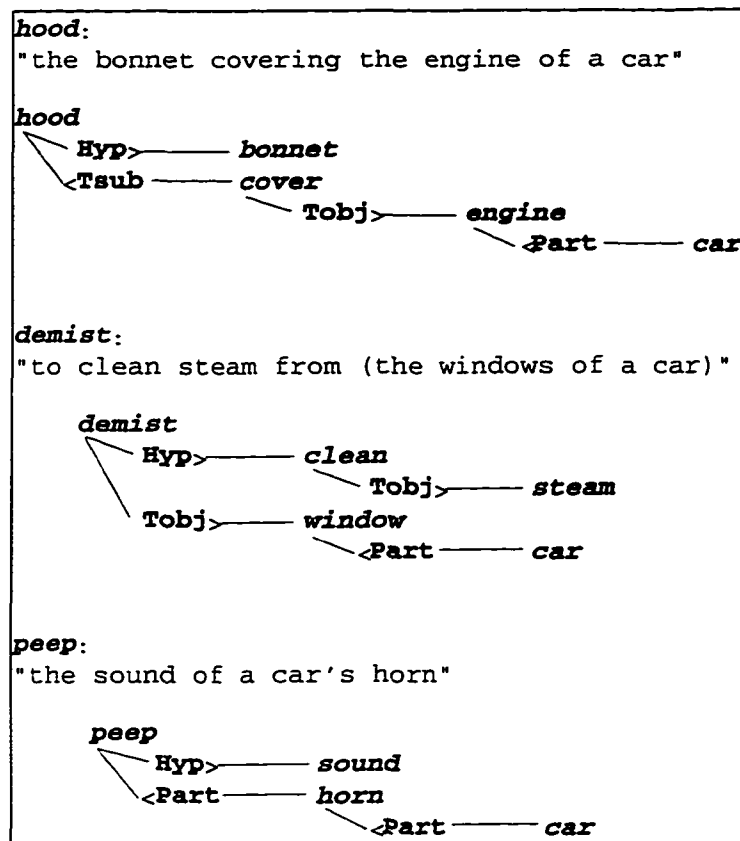 hood:
"the bonnet covering the engine of a car"
hood
Hyp> bonnet
<Tsub cover
Tobj> engine
<Part car
demist:
"to clean steam from (the windows of a car)"
demist
Hyp> clean
Tobj> steam
Tobj> window
<Part car
peep:
"the sound of a car's horn"
peep
Hyp> sound
<Part horn
<Part car